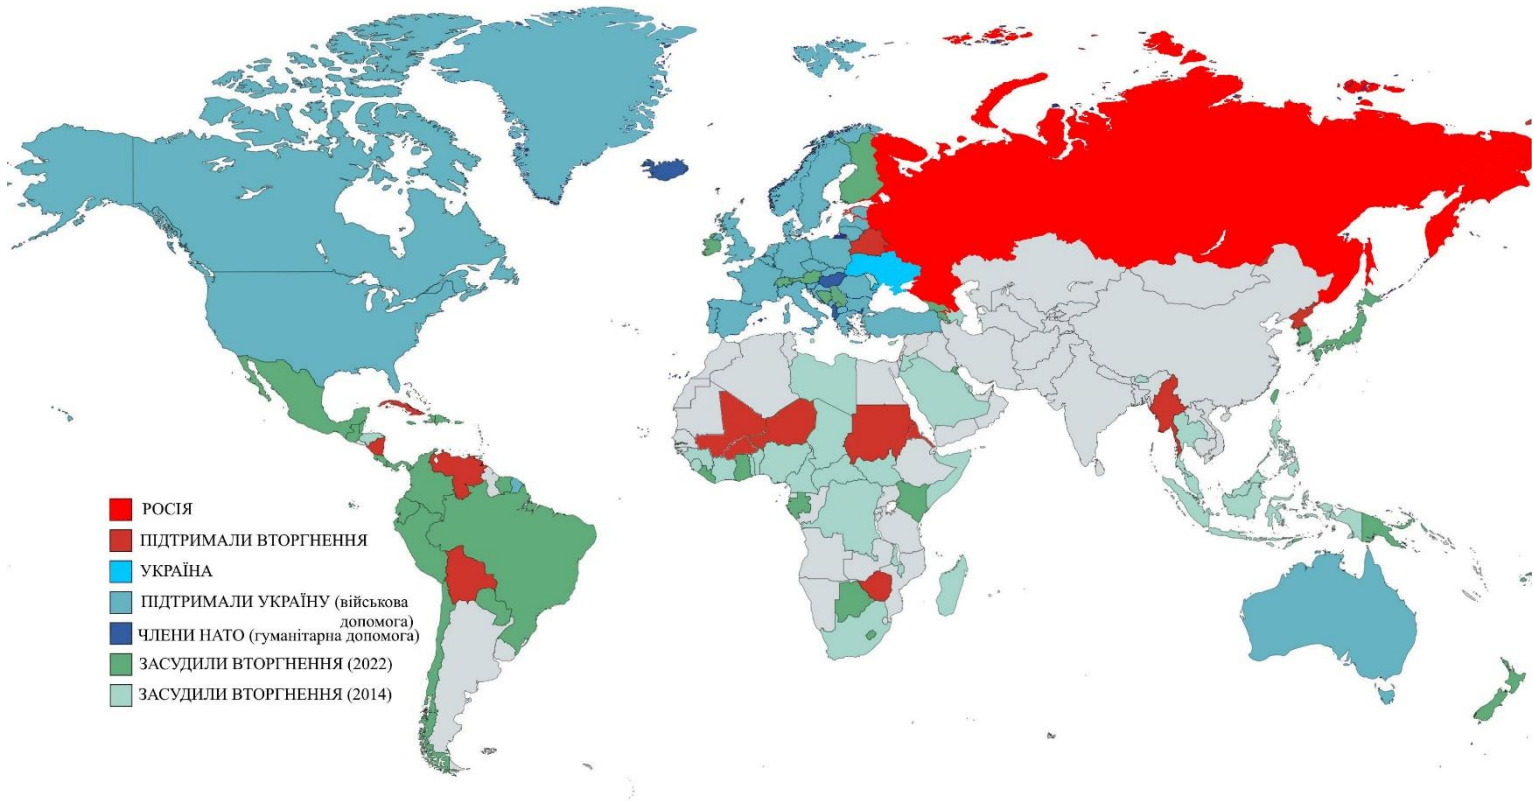 РОСІЯ
ПІДТРИМАЛИ ВТОРГНЕННЯ
УКРАЇНА
ПІДТРИМАЛИ УКРАЇНУ (військова
допомога)
ЧЛЕНИ НАТО (гуманітарна допомога)
ЗАСУДИЛИ ВТОРГНЕННЯ (2022)
ЗАСУДИЛИ ВТОРГНЕННЯ (2014)